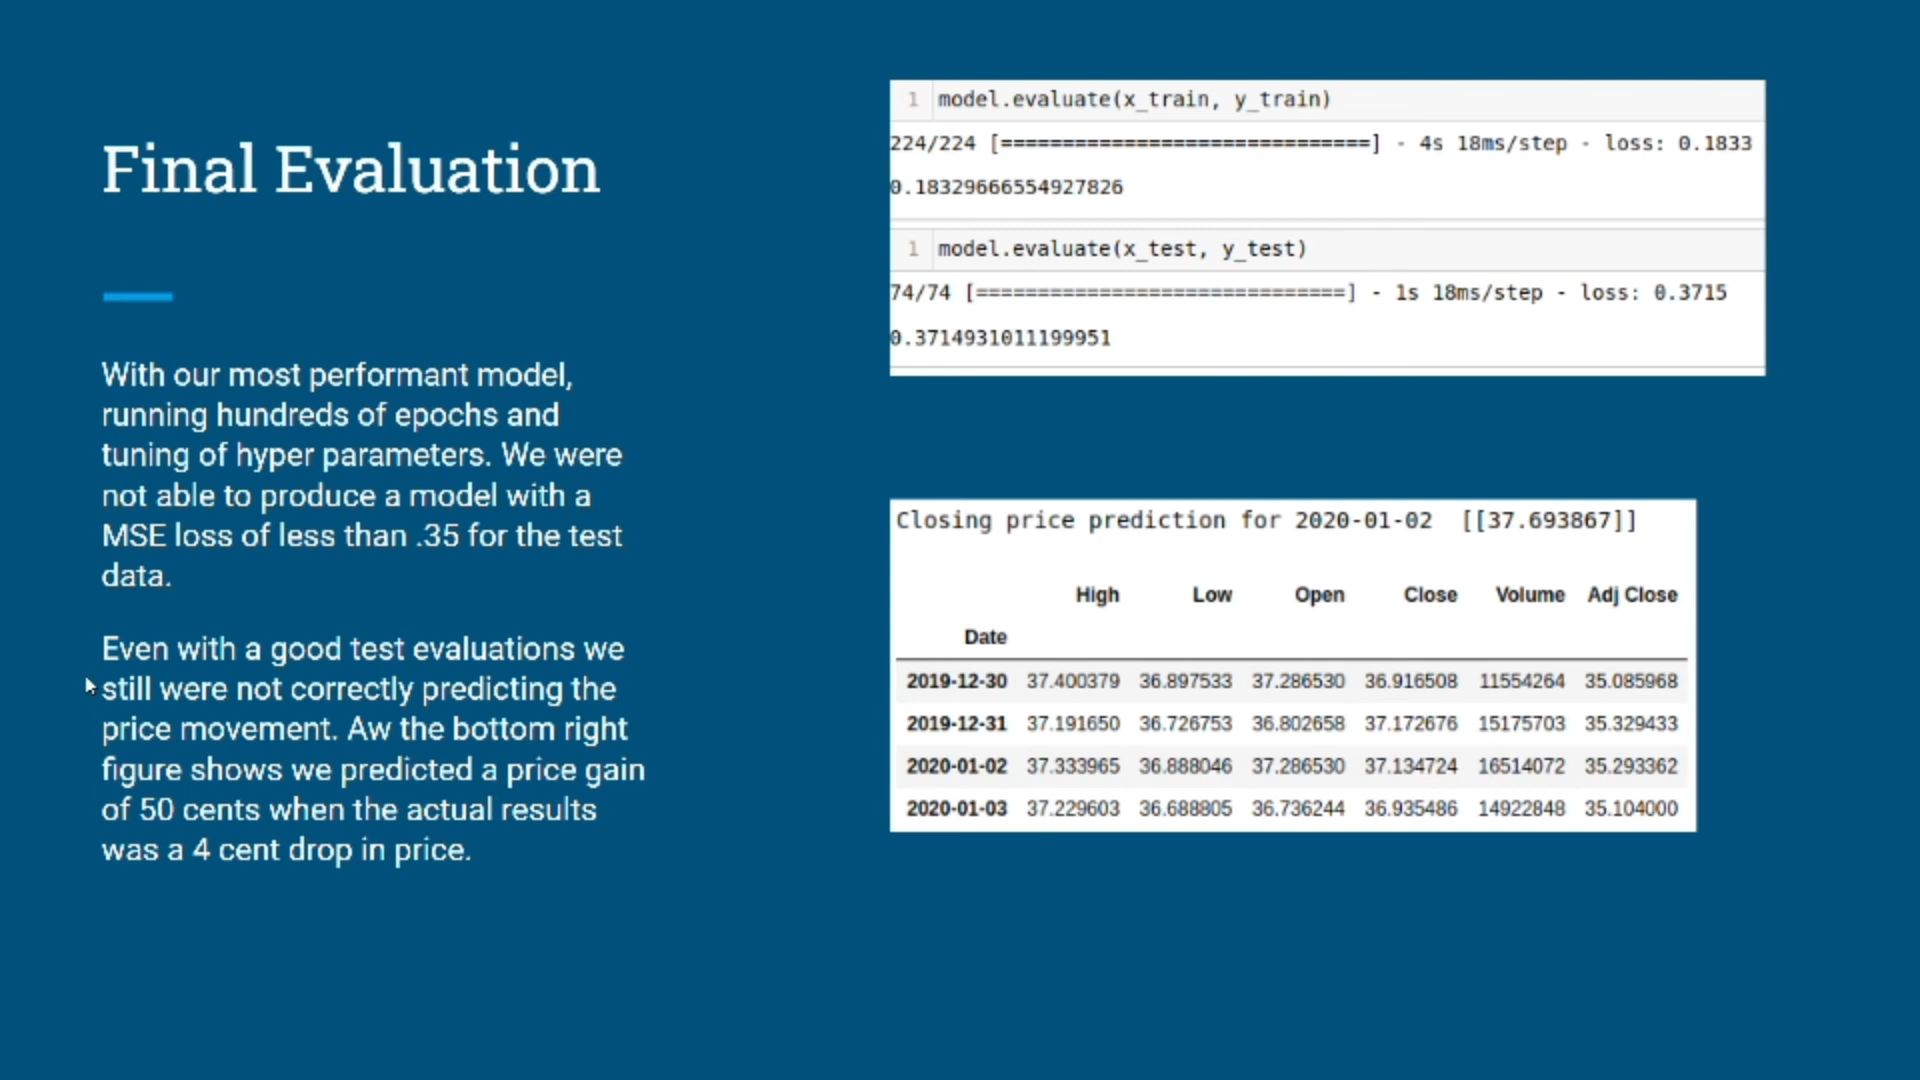 Final Evaluation
With our most performant model,
running hundreds of epochs and
tuning of hyper parameters. We were
not able to produce a model with a
MSE loss of less than .35 for the test
data.
Even with a good test evaluations we
still were not correctly predicting the
price movement. Aw the bottom right
figure shows we predicted a price gain
of 50 cents when the actual results
was a 4 cent drop in price.
1 model.evaluate(x_train, y_train)
224/224 [==============================] - 4s 18ms/step - loss: 0.1833
0.18329666554927826
1 model.evaluate(x_test, y_test)
74/74 [==============================] - 1s 18ms/step - loss: 0.3715
0.3714931011199951
Closing price prediction for 2020-01-02 [[37.693867]]
High Low Open Close Volume Adj Close
Date
2019-12-30 37.400379 36.897533 37.286530 36.916508 11554264 35.085968
2019-12-31 37.191650 36.726753 36.802658 37.172676 15175703 35.329433
2020-01-02 37.333965 36.888046 37.286530 37.134724 16514072 35.293362
2020-01-03 37.229603 36.688805 36.736244 36.935486 14922848 35.104000